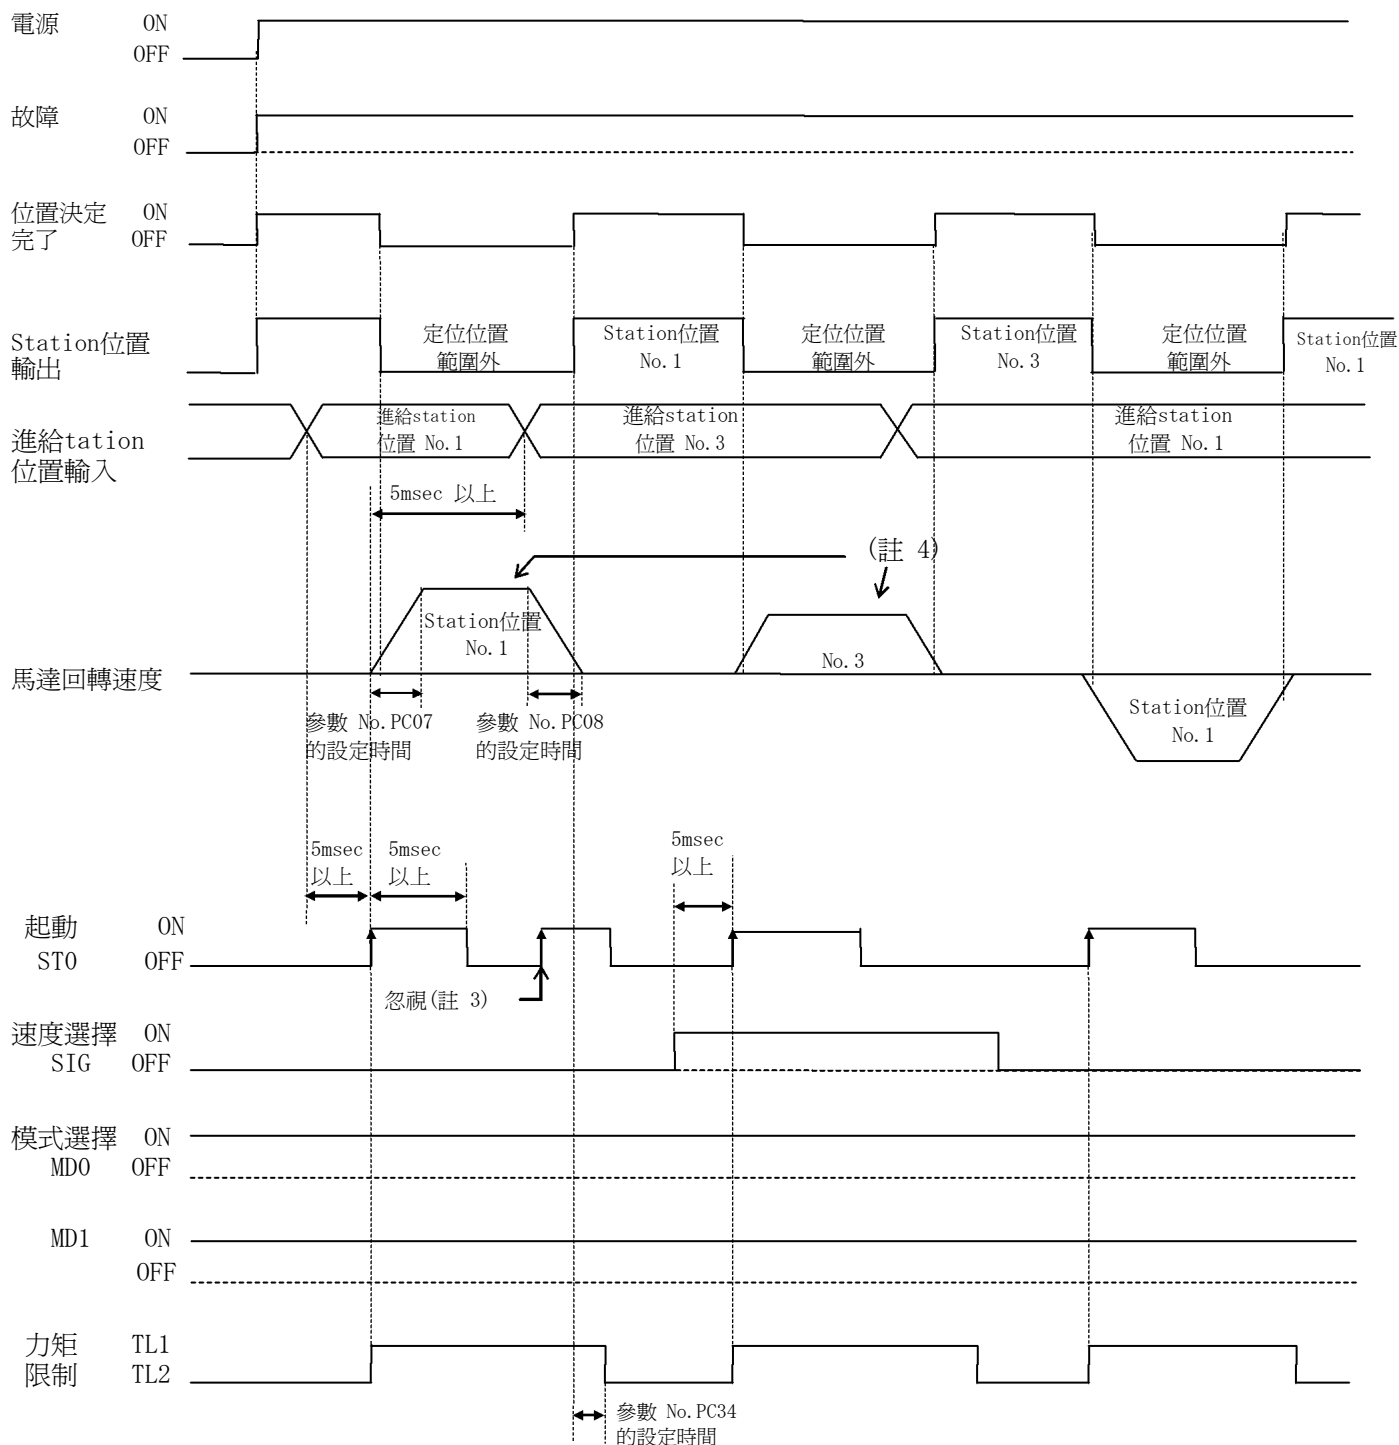 電源 ON
OFF
故障 ON
OFF
位置決定 ON
完了 OFF
Station位置
輸出
定位位置
範圍外
Station位置
No.1
定位位置
範圍外
Station位置
No.3
定位位置
範圍外
Station位置
No.1
進給tation
位置輸入
進給station
位置 No.1
進給station
位置 No.3
進給station
位置 No.1
5msec 以上
(註 4)
馬達回轉速度
Station位置
No.1
No.3
Station位置
No.1
參數 No.PC07
的設定時間
參數 No.PC08
的設定時間
5msec
以上
5msec
以上
5msec
以上
起動 ON
ST0 OFF
忽視(註 3)
速度選擇 ON
SIG OFF
模式選擇 ON
MD0 OFF
MD1 ON
OFF
力矩 TL1
限制 TL2
參數 No.PC34
的設定時間